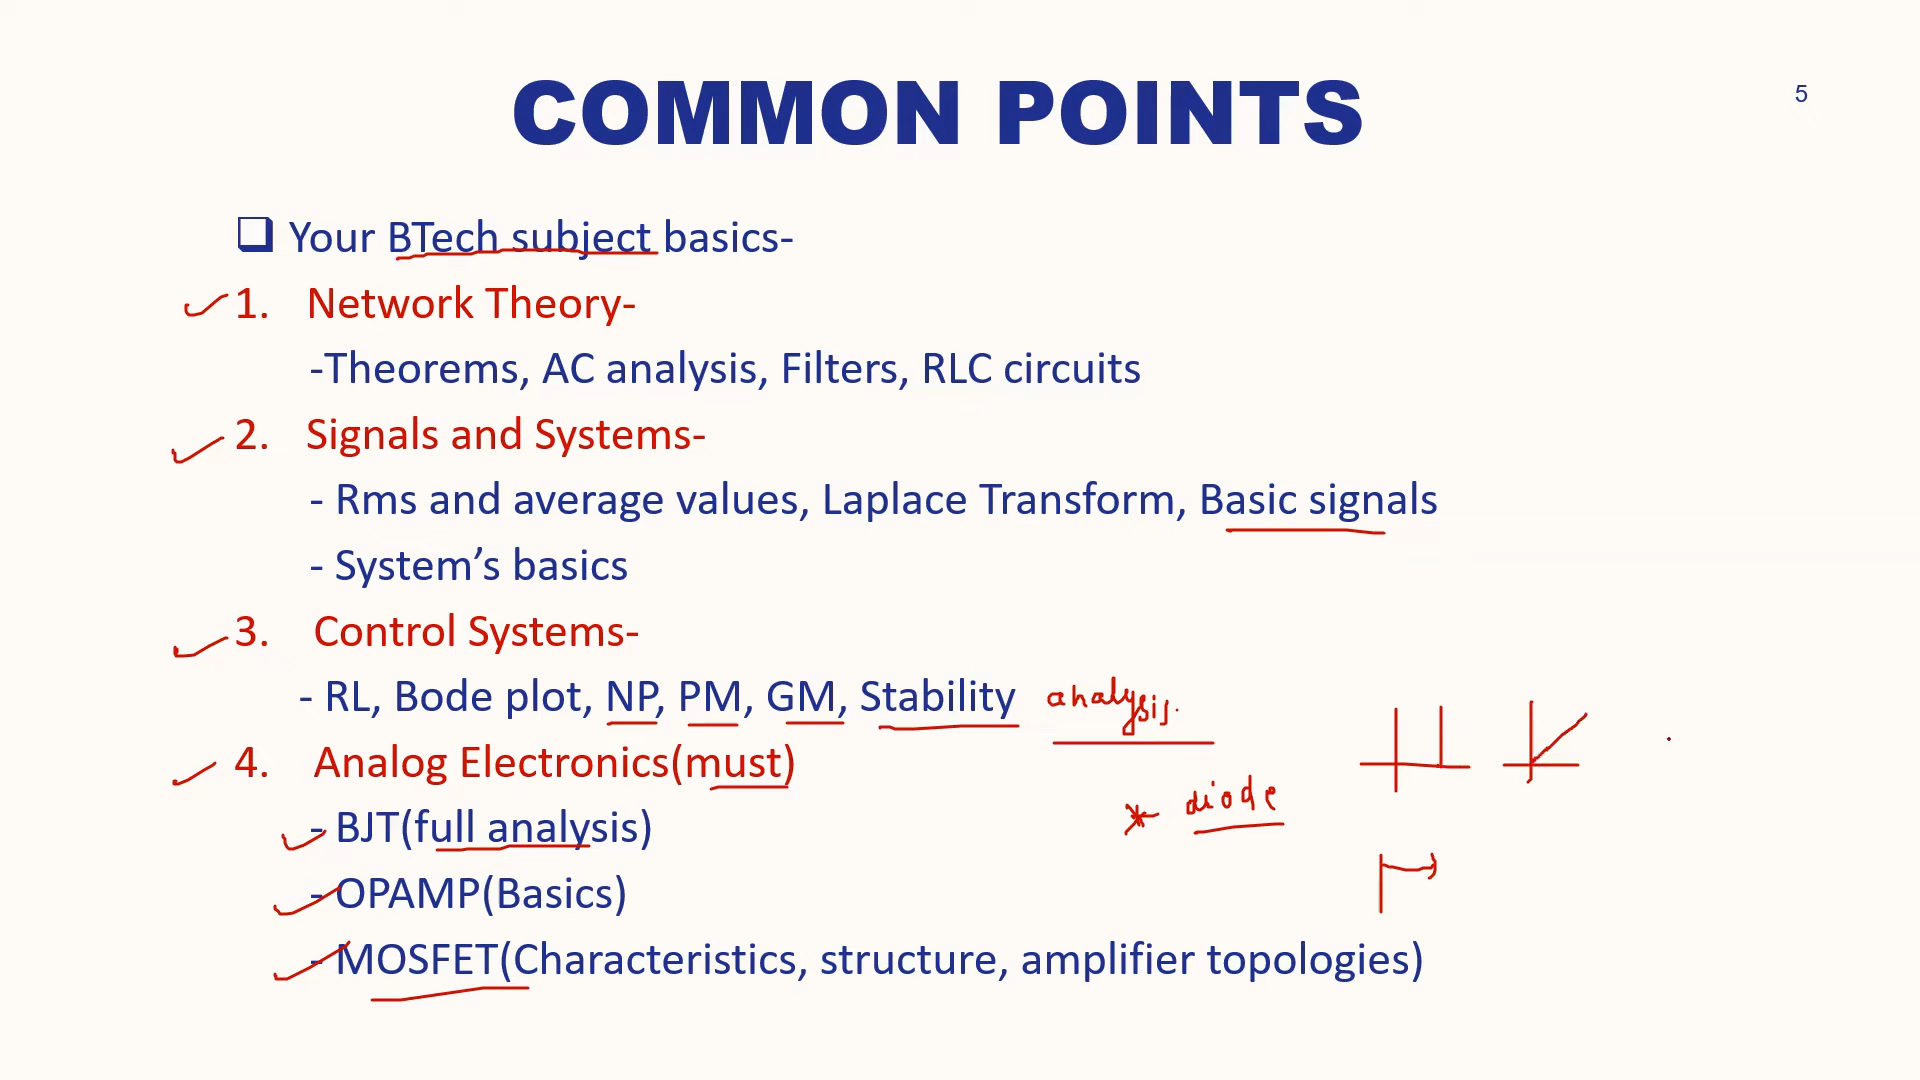 COMMON POINTS
5
Your BTech subject basics-
1. Network Theory-
-Theorems, AC analysis, Filters, RLC circuits
2. Signals and Systems-
- Rms and average values, Laplace Transform, Basic signals
- System’s basics
3. Control Systems-
- RL, Bode plot, NP, PM, GM, Stability analysis.
4. Analog Electronics(must)
* diode
- BJT(full analysis)
- OPAMP(Basics)
- MOSFET(Characteristics, structure, amplifier topologies)